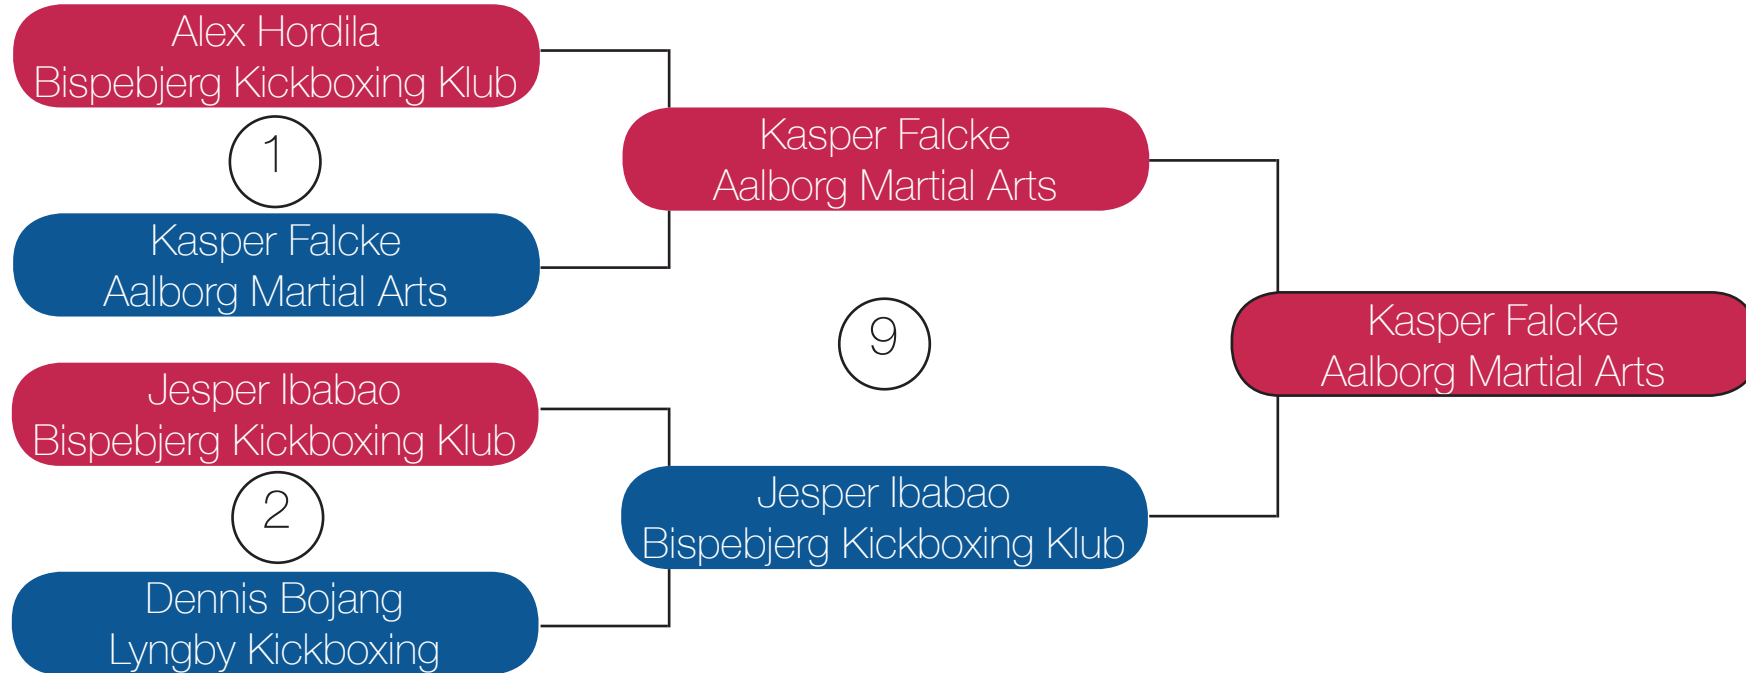 Alex Hordila
Bispebjerg Kickboxing Klub
1
Kasper Falcke
Aalborg Martial Arts
Jesper Ibabao
Bispebjerg Kickboxing Klub
2
Dennis Bojang
Lyngby Kickboxing
Kasper Falcke
Aalborg Martial Arts
9
Jesper Ibabao
Bispebjerg Kickboxing Klub
Kasper Falcke
Aalborg Martial Arts